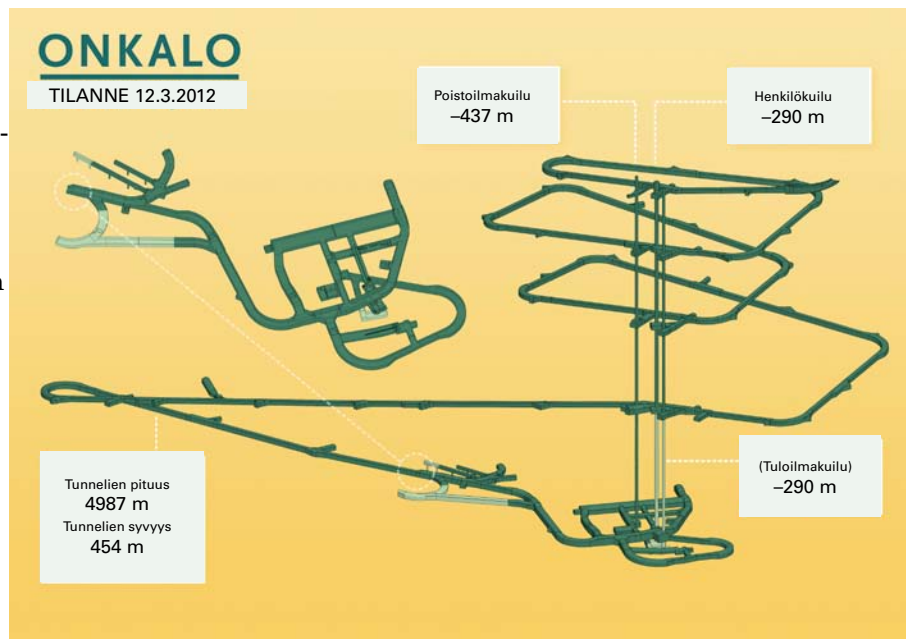 ONKALO
TILANNE 12.3.2012
Poistoilmakuilu
–437 m
Henkilökuilu
–290 m
(Tuloilmakuilu)
–290 m
Tunnelien pituus
4987 m
Tunnelien syvyys
454 m